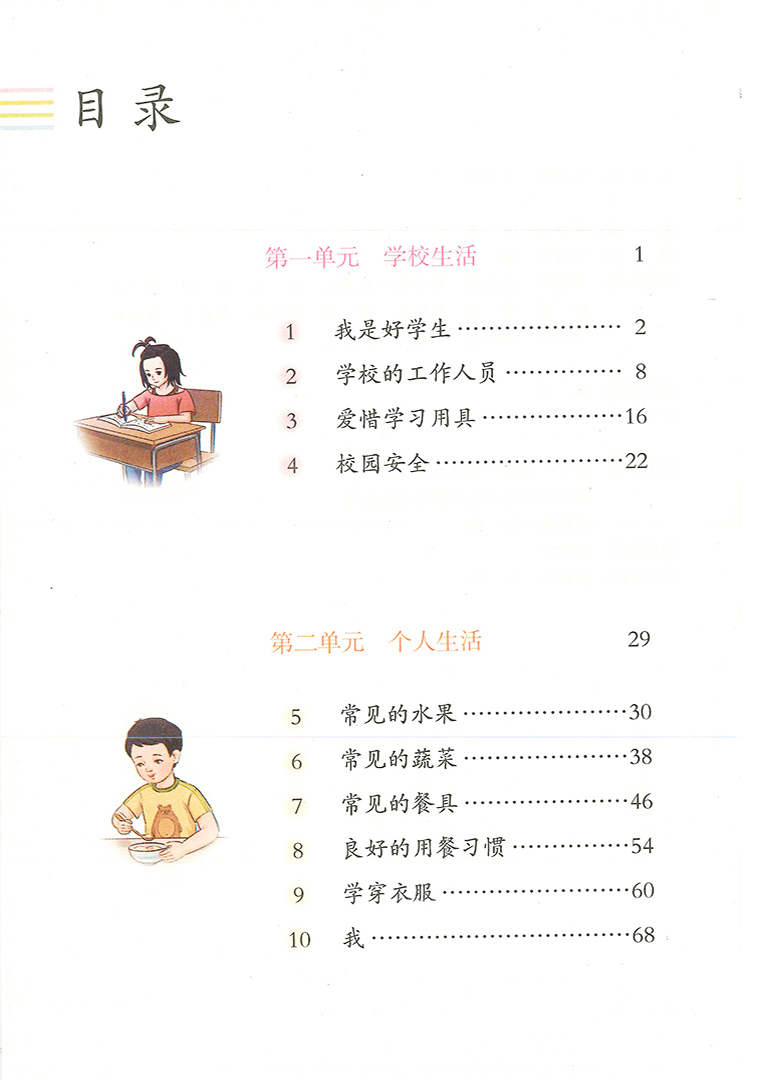 目录
第一单元 学校生活 1
1 我是好学生 …………………… 2
2 学校的工作人员 …………… 8
3 爱惜学习用具 ………………16
4 校园安全 ……………………22
第二单元 个人生活 29
5 常见的水果 …………………30
6 常见的蔬菜 …………………38
7 常见的餐具 …………………46
8 良好的用餐习惯 ……………54
9 学穿衣服 ……………………60
10 我 ……………………………68